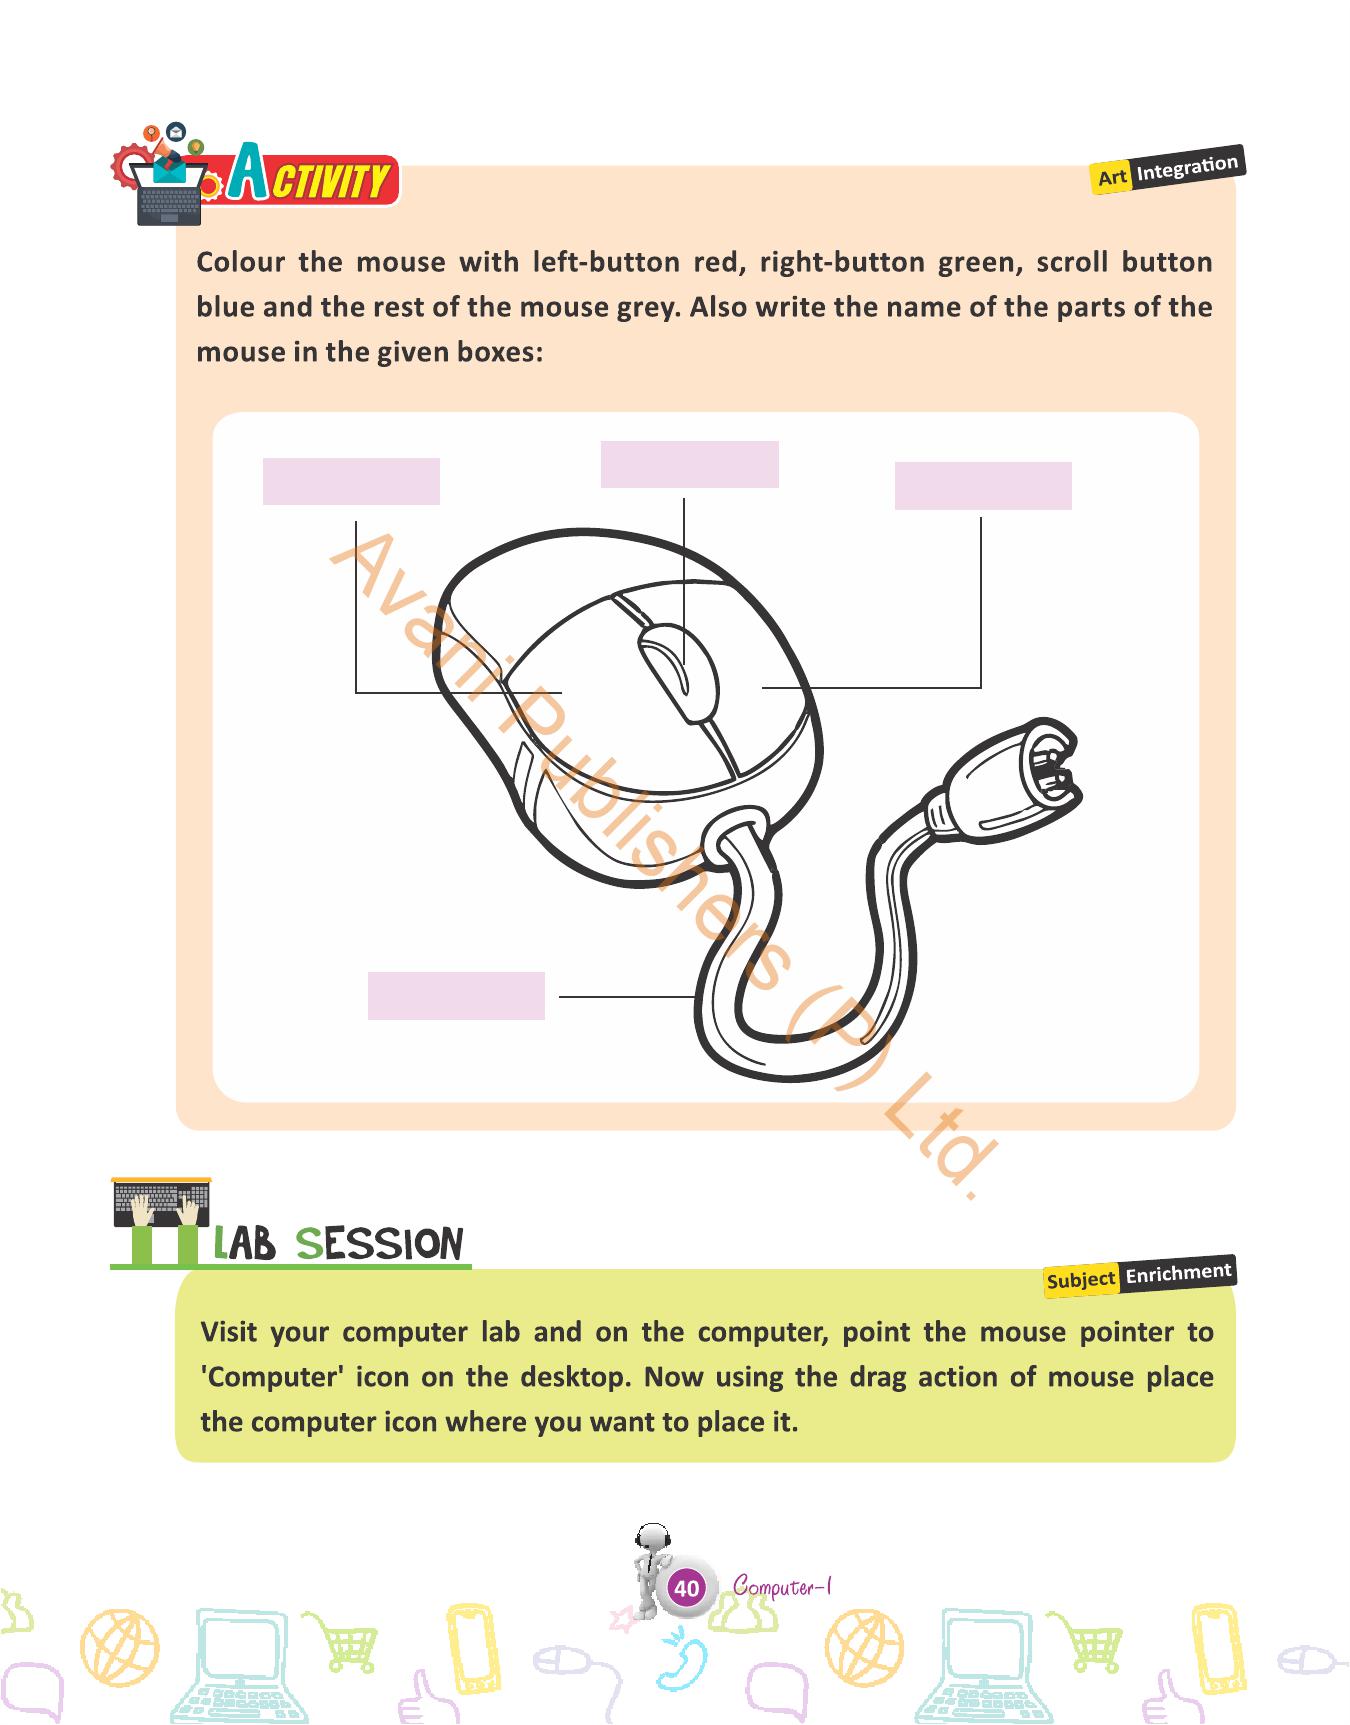 ACTIVITY
Art Integration
Colour the mouse with left-button red, right-button green, scroll button
blue and the rest of the mouse grey. Also write the name of the parts of the
mouse in the given boxes:
Avani Publishers (P) Ltd.
LAB SESSION
Subject Enrichment
Visit your computer lab and on the computer, point the mouse pointer to
'Computer' icon on the desktop. Now using the drag action of mouse place
the computer icon where you want to place it.
40 Computer-1